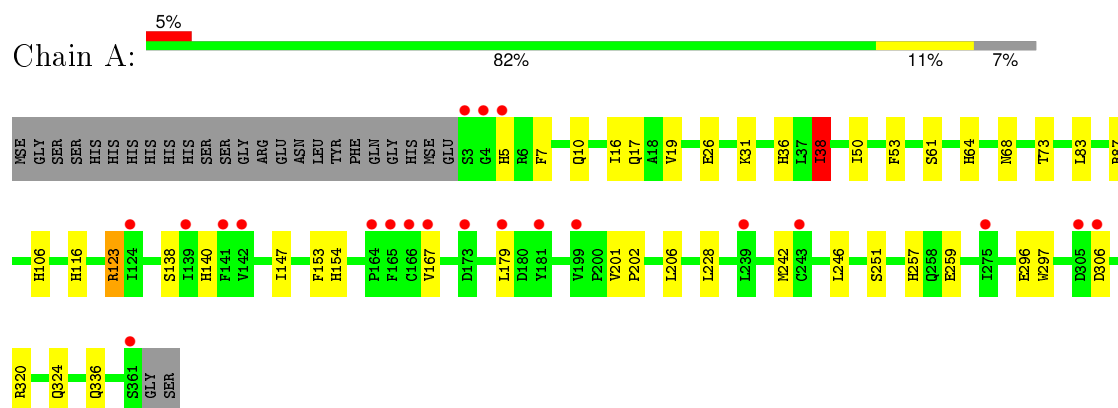 5%
Chain A:
82% 11% 7%
MSE GLY SER SER HIS HIS HIS HIS HIS HIS SER SER GLY ARG GLU ASN LEU TYR PHE GLN GLY HIS MSE GLU S3 G4 H5 R6 F7 Q10 I16 Q17 A18 V19 E26 K31 H36 L37 I38 I50 F53 S61 H64 N68 T73 L83 R87
H106 H116 R123 I124 S138 I139 H140 F141 V142 I147 F153 H154 P164 F165 C166 V167 D173 L179 D180 Y181 V199 P200 V201 P202 L206 L228 L239 M242 C243 L246 S251 H257 Q258 E259 I275 E296 W297 D305 D306
R320 Q324 Q336 S361 GLY SER